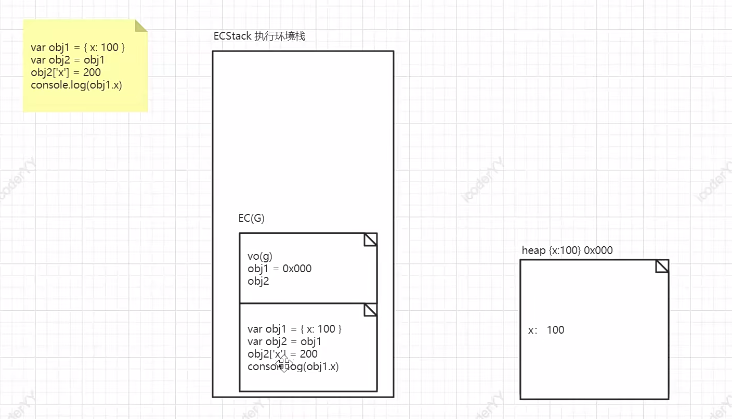 var obj1 = { x: 100 }
var obj2 = obj1
obj2['x'] = 200
console.log(obj1.x)
ECStack 执行环境栈
EC(G)
vo(g)
obj1 = 0x000
obj2
var obj1 = { x: 100 }
var obj2 = obj1
obj2['x'] = 200
console.log(obj1.x)
heap {x:100} 0x000
x: 100